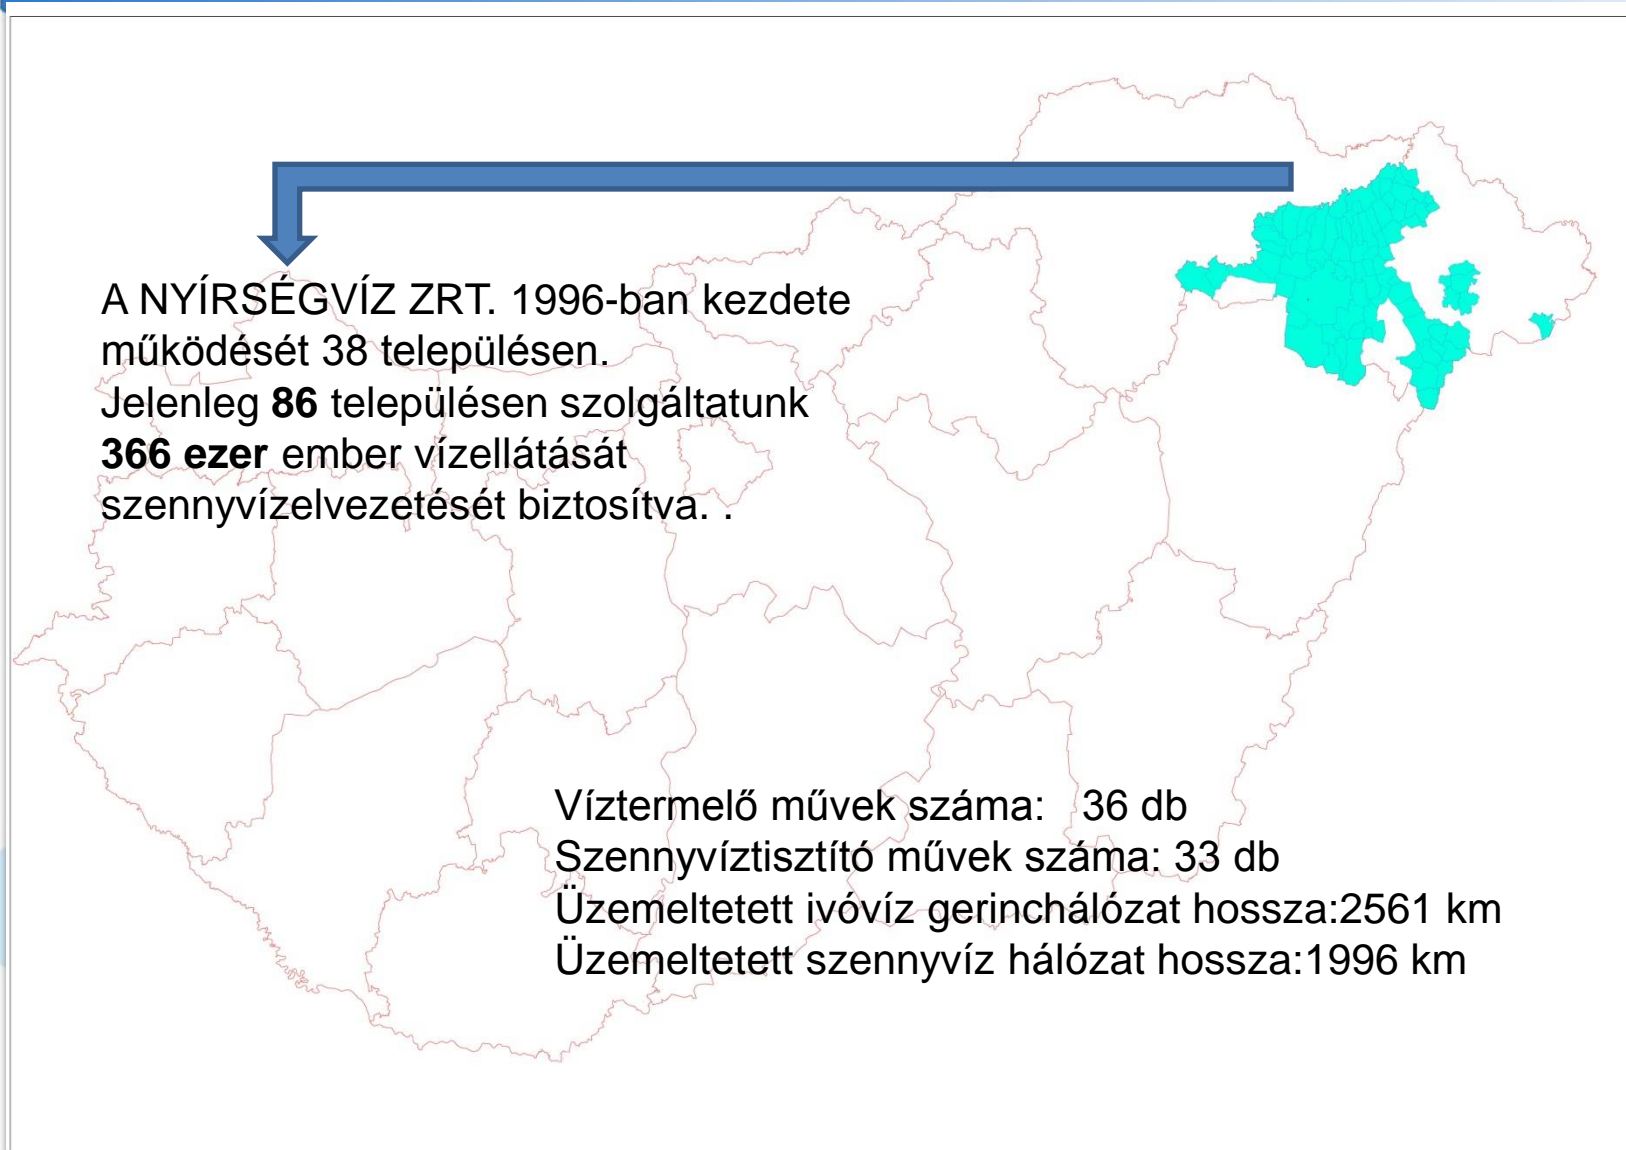 A NYÍRSÉGVÍZ ZRT. 1996-ban kezdete
működését 38 településen.
Jelenleg 86 településen szolgáltatunk
366 ezer ember vízellátását
szennyvízelvezetését biztosítva. .
Víztermelő művek száma: 36 db
Szennyvíztisztító művek száma: 33 db
Üzemeltetett ivóvíz gerinchálózat hossza:2561 km
Üzemeltetett szennyvíz hálózat hossza:1996 km